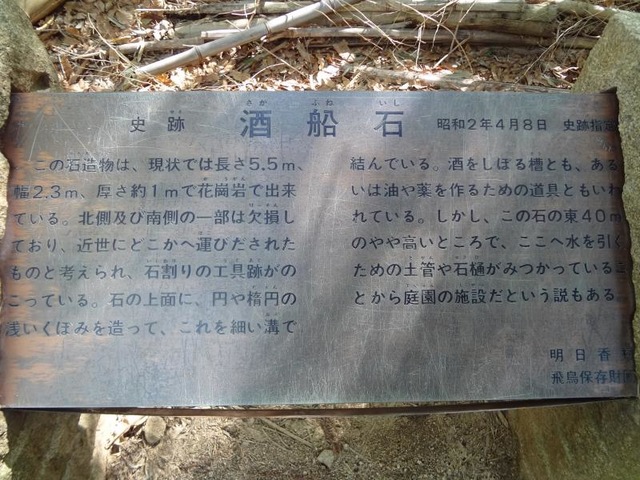 史跡 酒船石 昭和2年4月8日 史跡指定
し せき さか ふね いし
この石造物は、現状では長さ5.5m、
幅2.3m、厚さ約1mで花崗岩で出来
ている。北側及び南側の一部は欠損し
ており、近世にどこかへ運びだされた
ものと考えられ、石割りの工具跡がの
こっている。石の上面に、円や楕円の
浅いくぼみを造って、これを細い溝で
結んでいる。酒をしぼる槽とも、ある
いは油や薬を作るための道具ともいわ
れている。しかし、この石の東40m
のやや高いところで、ここへ水を引く
ための土管や石樋がみつかっているこ
とから庭園の施設だという説もある。
明日香村
飛鳥保存財団